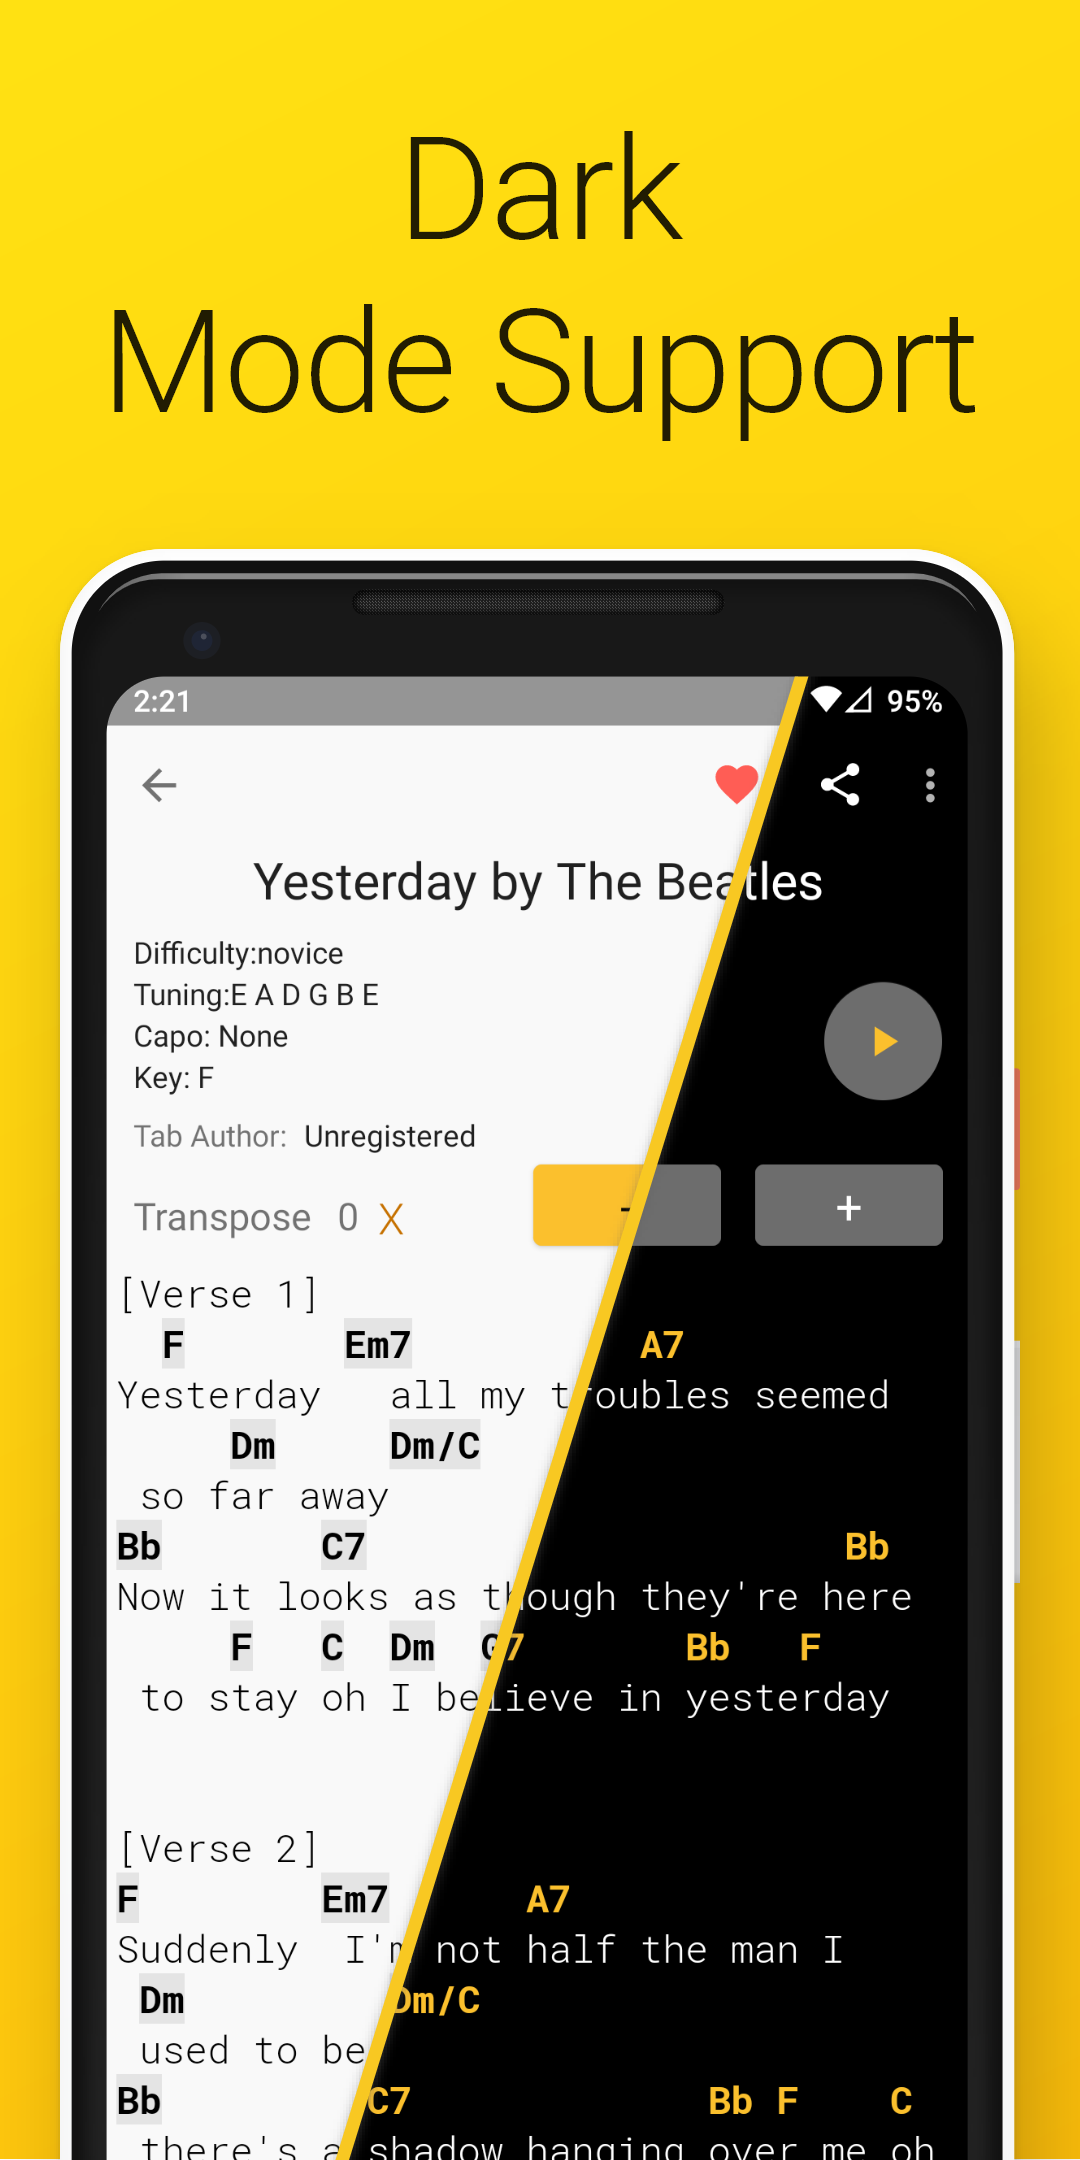 Dark
Mode Support
2:21 95%
Yesterday by The Beatles
Difficulty:novice
Tuning:E A D G B E
Capo: None
Key: F
Tab Author: Unregistered
Transpose 0 X - +
[Verse 1]
F Em7 A7
Yesterday all my troubles seemed
Dm Dm/C
so far away
Bb C7 Bb
Now it looks as though they're here
F C Dm G7 Bb F
to stay oh I believe in yesterday
[Verse 2]
F Em7 A7
Suddenly I'm not half the man I
Dm Dm/C
used to be
Bb C7 Bb F C
there's a shadow hanging over me oh